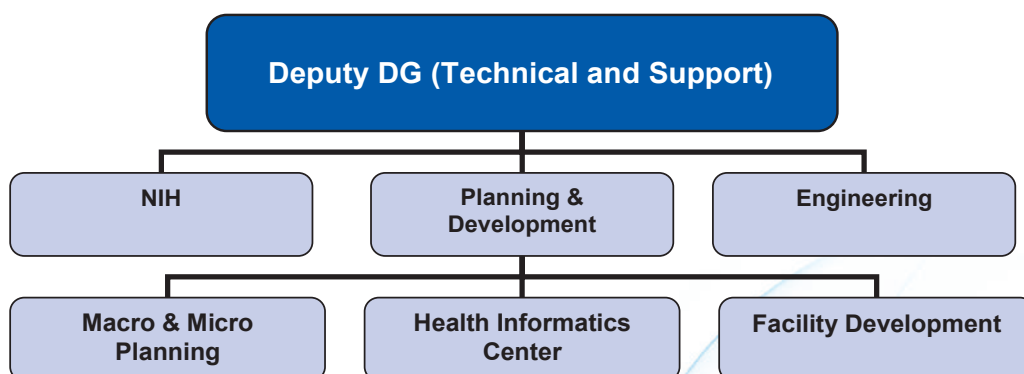 Deputy DG (Technical and Support)
NIH
Planning &
Development
Engineering
Macro & Micro
Planning
Health Informatics
Center
Facility Development